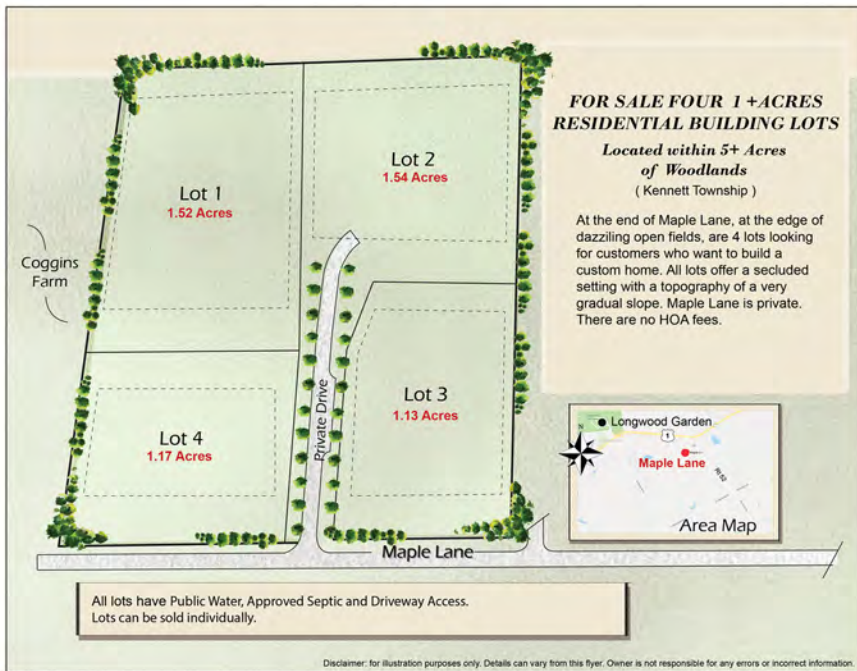 FOR SALE FOUR 1 +ACRES
RESIDENTIAL BUILDING LOTS
Located within 5+ Acres
of Woodlands
( Kennett Township )
At the end of Maple Lane, at the edge of
dazziling open fields, are 4 lots looking
for customers who want to build a
custom home. All lots offer a secluded
setting with a topography of a very
gradual slope. Maple Lane is private.
There are no HOA fees.
Lot 1
1.52 Acres
Lot 2
1.54 Acres
Coggins
Farm
Lot 3
1.13 Acres
Lot 4
1.17 Acres
Private Drive
Maple Lane
N
Longwood Garden
1
Maple Lane
Rt 52
Area Map
All lots have Public Water, Approved Septic and Driveway Access.
Lots can be sold individually.
Disclaimer: for illustration purposes only. Details can vary from this flyer. Owner is not responsible for any errors or incorrect information.